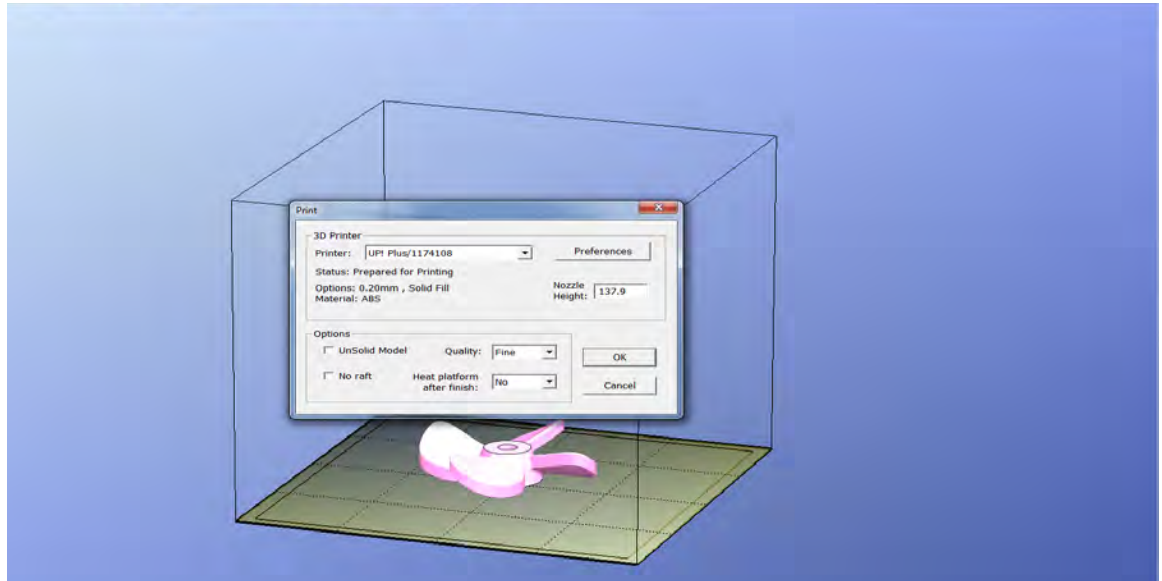 Print
3D Printer
Printer: UP! Plus/1174108
Preferences
Status: Prepared for Printing
Options: 0.20mm , Solid Fill
Material: ABS
Nozzle
Height: 137.9
Options
UnSolid Model
Quality: Fine
OK
No raft
Heat platform
after finish: No
Cancel